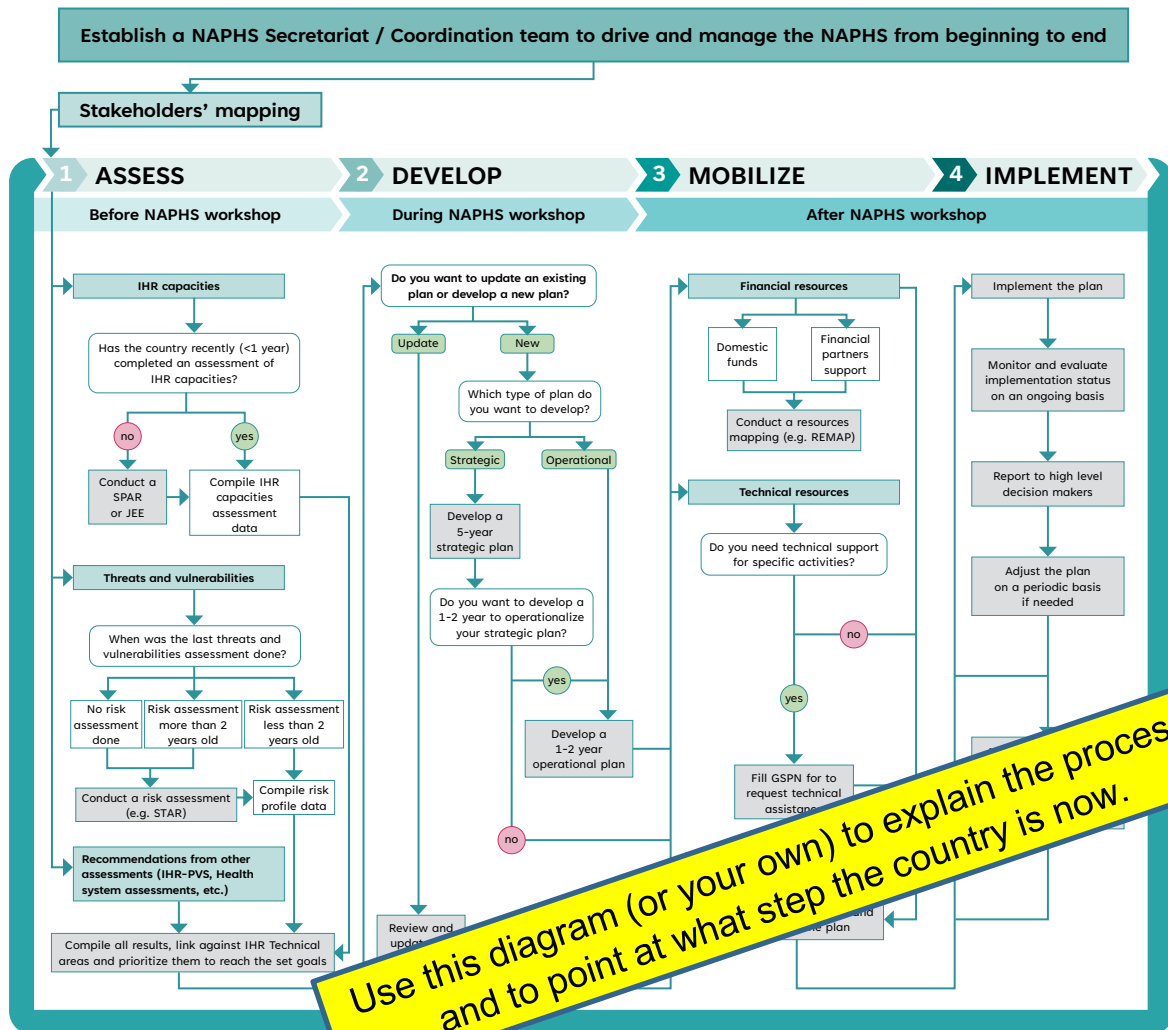 Establish a NAPHS Secretariat / Coordination team to drive and manage the NAPHS from beginning to end
Stakeholders' mapping
1 ASSESS
2 DEVELOP
3 MOBILIZE
4 IMPLEMENT
Before NAPHS workshop
During NAPHS workshop
After NAPHS workshop
IHR capacities
Has the country recently (<1 year)
completed an assessment of
IHR capacities?
no
yes
Conduct a
SPAR
or JEE
Compile IHR
capacities
assessment
data
Threats and vulnerabilities
When was the last threats and
vulnerabilities assessment done?
No risk
assessment
done
Risk assessment
more than 2
years old
Risk assessment
less than 2
years old
Conduct a risk assessment
(e.g. STAR)
Compile risk
profile data
Recommendations from other
assessments (IHR-PVS, Health
system assessments, etc.)
Compile all results, link against IHR Technical
areas and prioritize them to reach the set goals
Do you want to update an existing
plan or develop a new plan?
Update
New
Which type of plan do
you want to develop?
Strategic
Operational
Develop a
5-year
strategic plan
Do you want to develop a
1-2 year to operationalize
your strategic plan?
yes
Develop a
1-2 year
operational plan
no
Review and
Financial resources
Domestic
funds
Financial
partners
support
Conduct a resources
mapping (e.g. REMAP)
Technical resources
Do you need technical support
for specific activities?
no
yes
Fill GSPN for to
request technical
and
plan
Implement the plan
Monitor and evaluate
implementation status
on an ongoing basis
Report to high level
decision makers
Adjust the plan
on a periodic basis
if needed
Use this diagram (or your own) to explain the
and to point at what step the country is now.